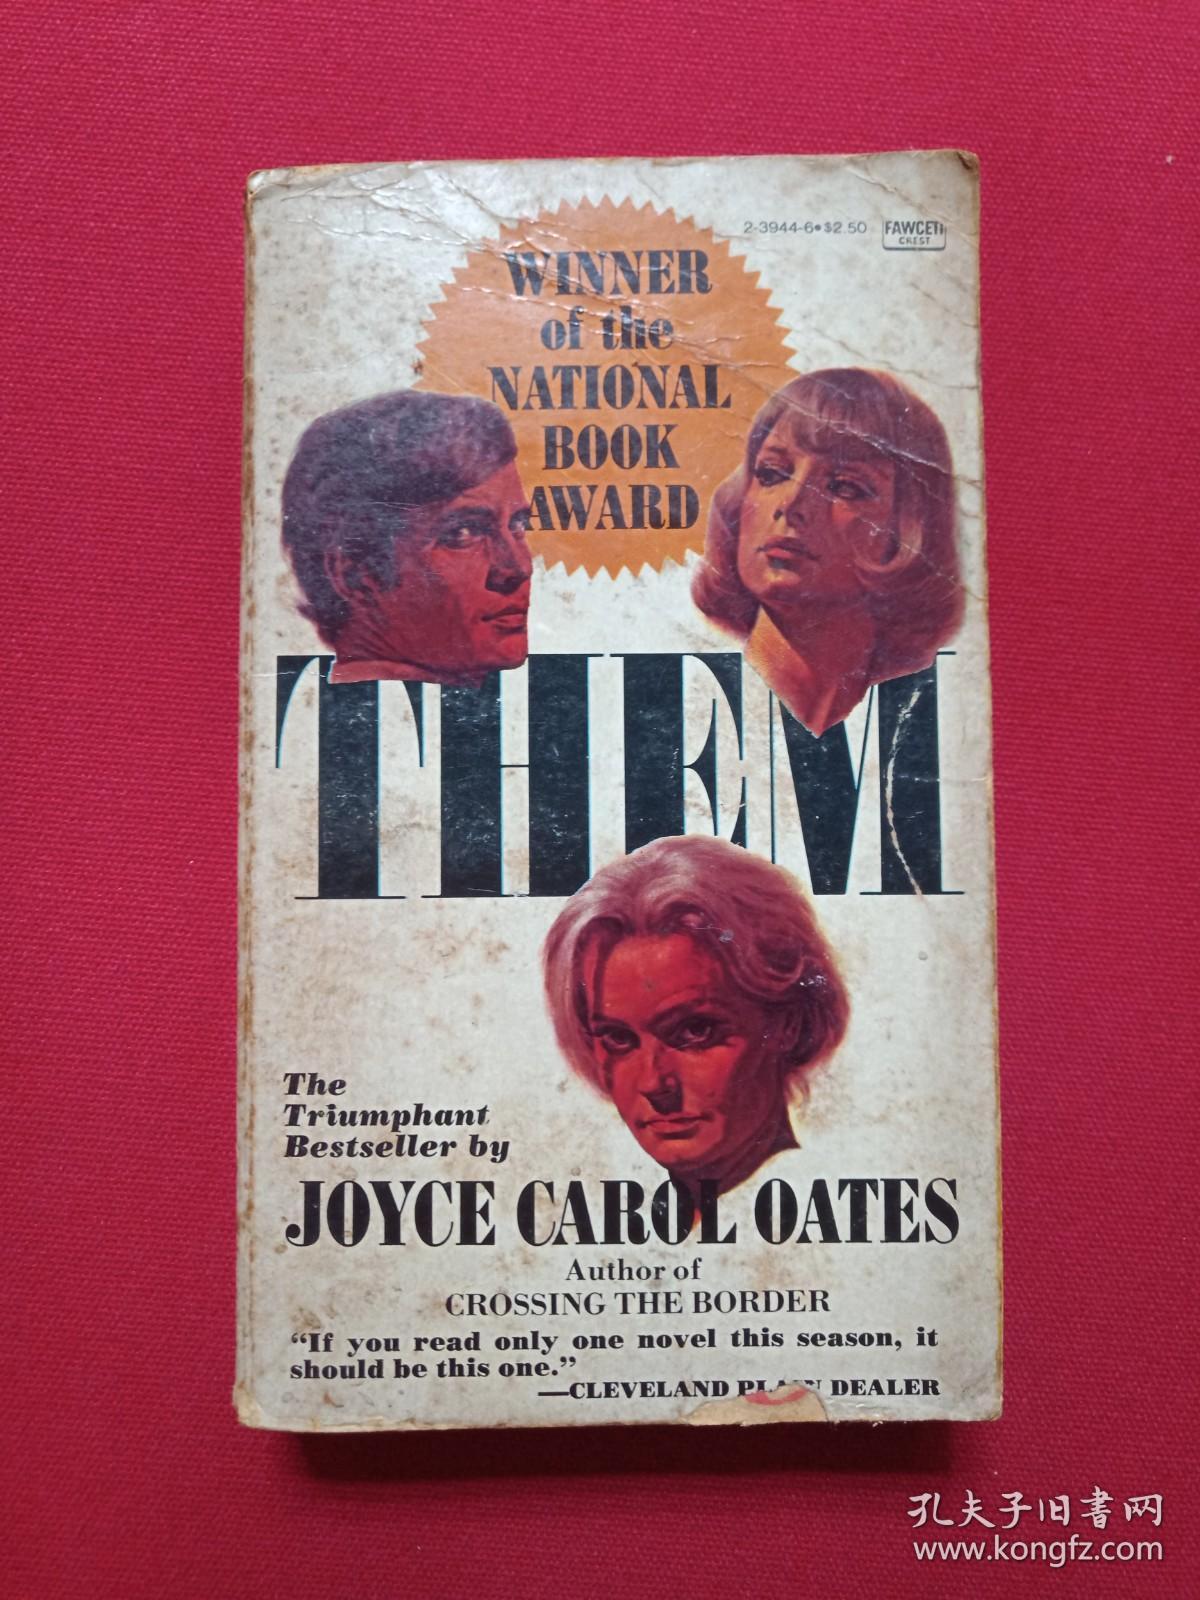 2-3944-6•$2.50 FAWCETT
CREST
WINNER
of the
NATIONAL
BOOK
AWARD
THEM
The
Triumphant
Bestseller by
JOYCE CAROL OATES
Author of
CROSSING THE BORDER
“If you read only one novel this season, it
should be this one.”
—CLEVELAND PLAIN DEALER
孔夫子旧書网
www.kongfz.com